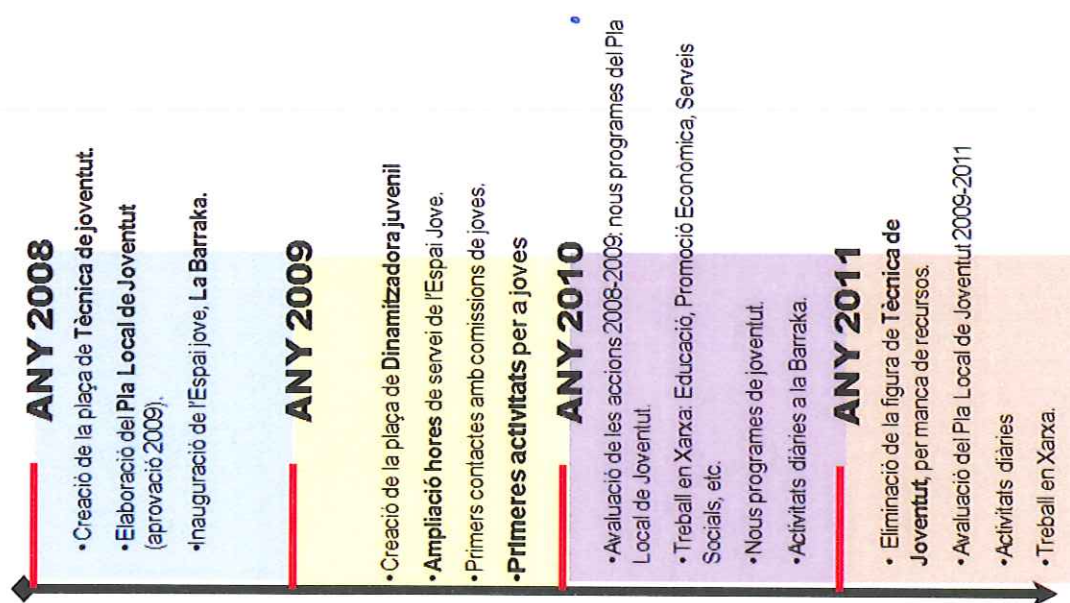 ANY 2008
•Creació de la plaça de Tècnica de joventut.
•Elaboració del Pla Local de Joventut
(aprovació 2009).
•Inauguració de l'Espai jove, La Barraka.
ANY 2009
•Creació de la plaça de Dinamitzadora juvenil
•Ampliació hores de servei de l'Espai Jove.
•Primers contactes amb comissions de joves.
•Primeres activitats per a joves
ANY 2010
•Avaluació de les accions 2008-2009: nous programes del Pla
Local de Joventut.
•Treball en Xarxa: Educació, Promoció Econòmica, Serveis
Socials, etc.
•Nous programes de joventut.
•Activitats diàries a la Barraka.
ANY 2011
• Eliminació de la figura de Tècnica de
Joventut, per manca de recursos.
•Avaluació del Pla Local de Joventut 2009-2011
•Activitats diàries
•Treball en Xarxa.